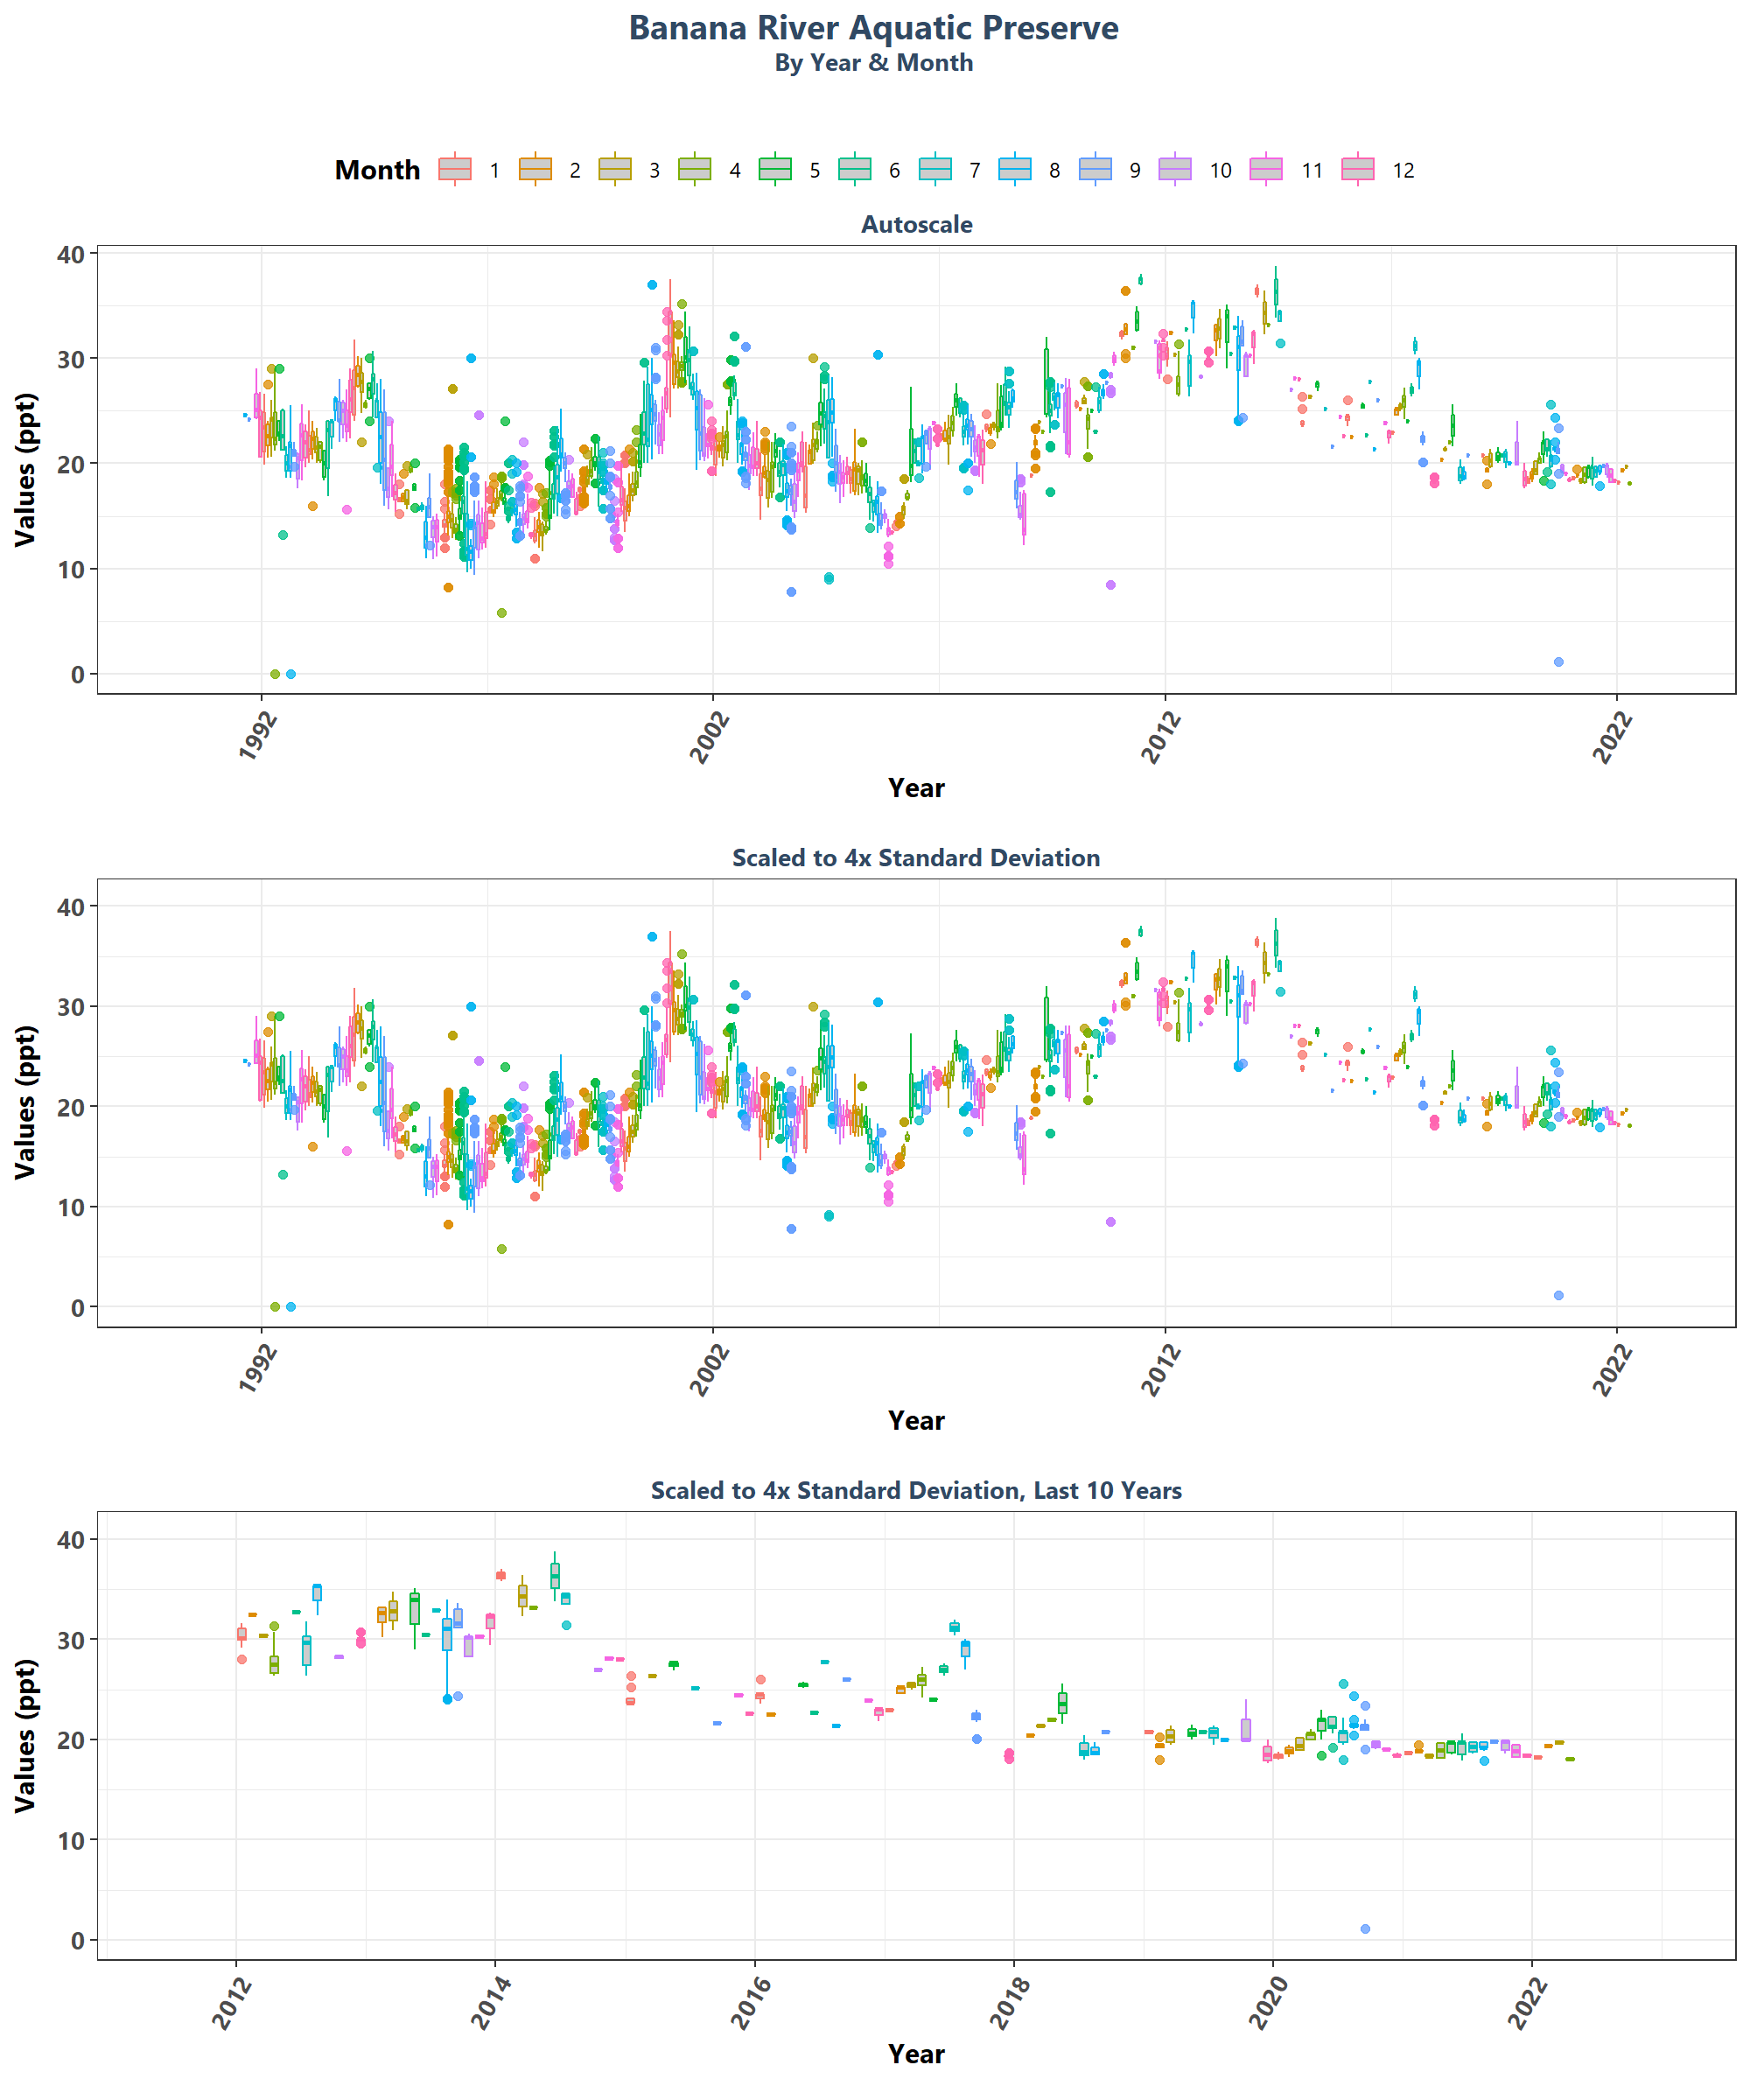 Banana River Aquatic Preserve
By Year & Month
Month 1 2 3 4 5 6 7 8 9 10 11 12
Autoscale
Values (ppt)
40
30
20
10
0
1992 2002 2012 2022
Year
Scaled to 4x Standard Deviation
Values (ppt)
40
30
20
10
0
1992 2002 2012 2022
Year
Scaled to 4x Standard Deviation, Last 10 Years
Values (ppt)
40
30
20
10
0
2012 2014 2016 2018 2020 2022
Year